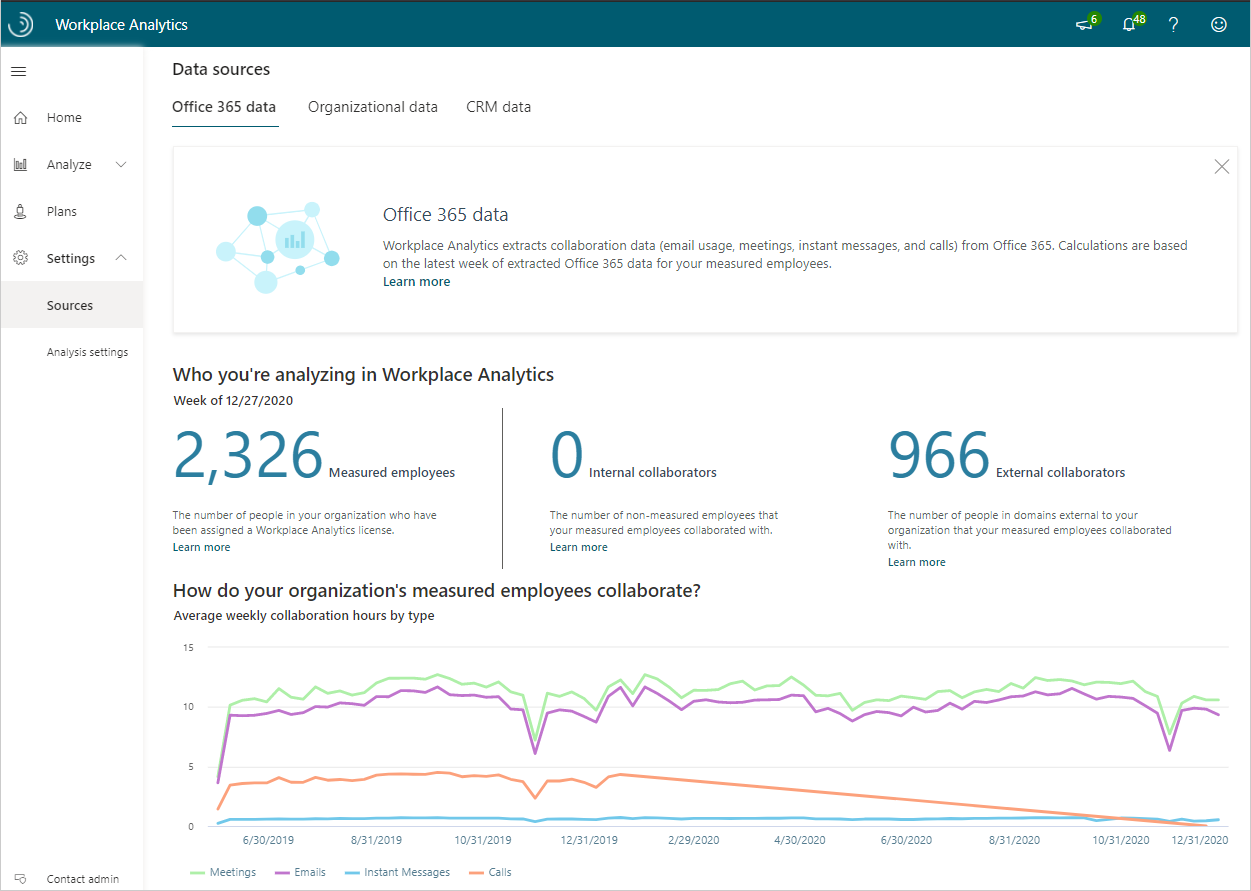 Workplace Analytics
6
48
?
Home
Analyze
Plans
Settings
Sources
Analysis settings
Contact admin
Data sources
Office 365 data
Organizational data
CRM data
Office 365 data
Workplace Analytics extracts collaboration data (email usage, meetings, instant messages, and calls) from Office 365. Calculations are based
on the latest week of extracted Office 365 data for your measured employees.
Learn more
Who you're analyzing in Workplace Analytics
Week of 12/27/2020
2,326 Measured employees
The number of people in your organization who have
been assigned a Workplace Analytics license.
Learn more
0 Internal collaborators
The number of non-measured employees that
your measured employees collaborated with.
Learn more
966 External collaborators
The number of people in domains external to your
organization that your measured employees collaborated
with.
Learn more
How do your organization's measured employees collaborate?
Average weekly collaboration hours by type
15
10
5
0
6/30/2019
8/31/2019
10/31/2019
12/31/2019
2/29/2020
4/30/2020
6/30/2020
8/31/2020
10/31/2020
12/31/2020
Meetings
Emails
Instant Messages
Calls